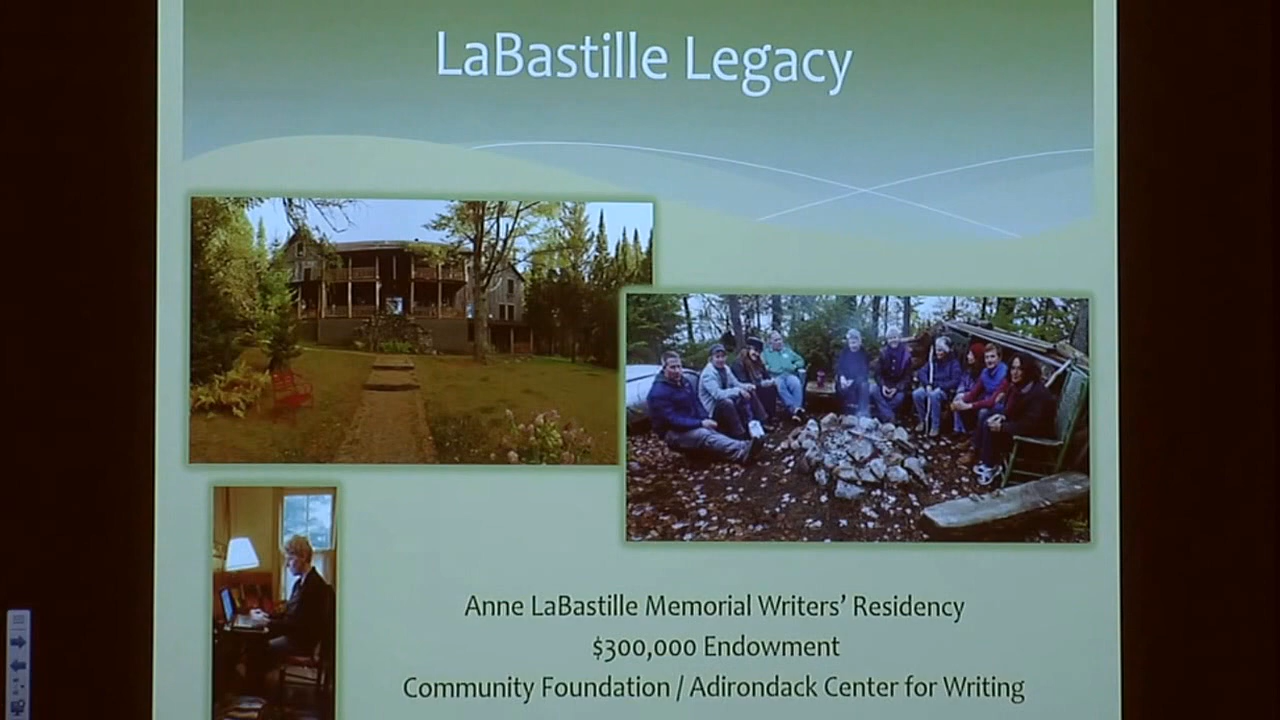 LaBastille Legacy
Anne LaBastille Memorial Writers’ Residency
$300,000 Endowment
Community Foundation / Adirondack Center for Writing